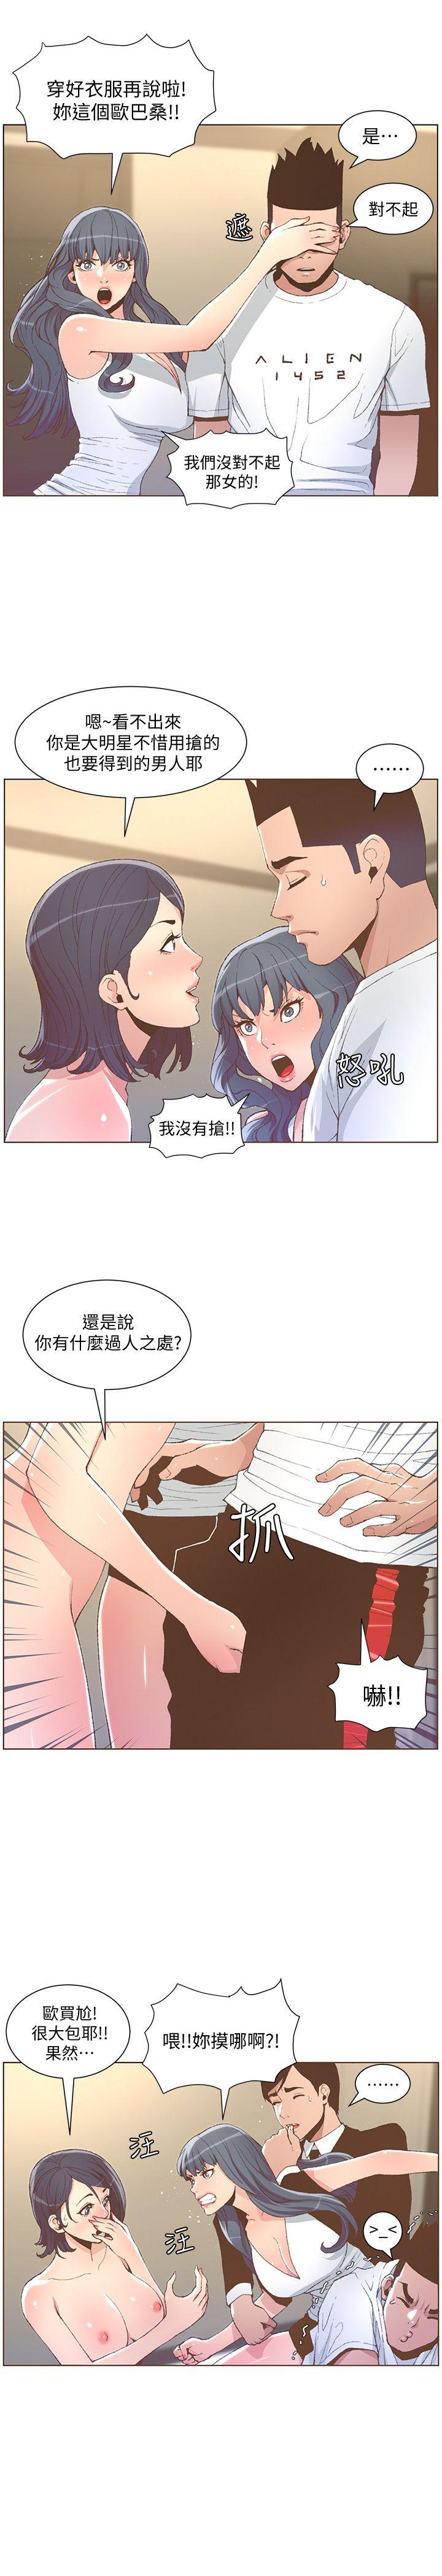 穿好衣服再說啦!
妳這個歐巴桑!!
是⋯
遮
對不起
ALIEN
1452
我們沒對不起
那女的!
嗯~看不出來
你是大明星不惜用搶的
也要得到的男人耶
⋯⋯
怒吼
我沒有搶!!
還是說
你有什麼過人之處?
抓
嚇!!
歐買尬!
很大包耶!!
果然⋯
喂!!妳摸哪啊?!
⋯⋯
汪
汪